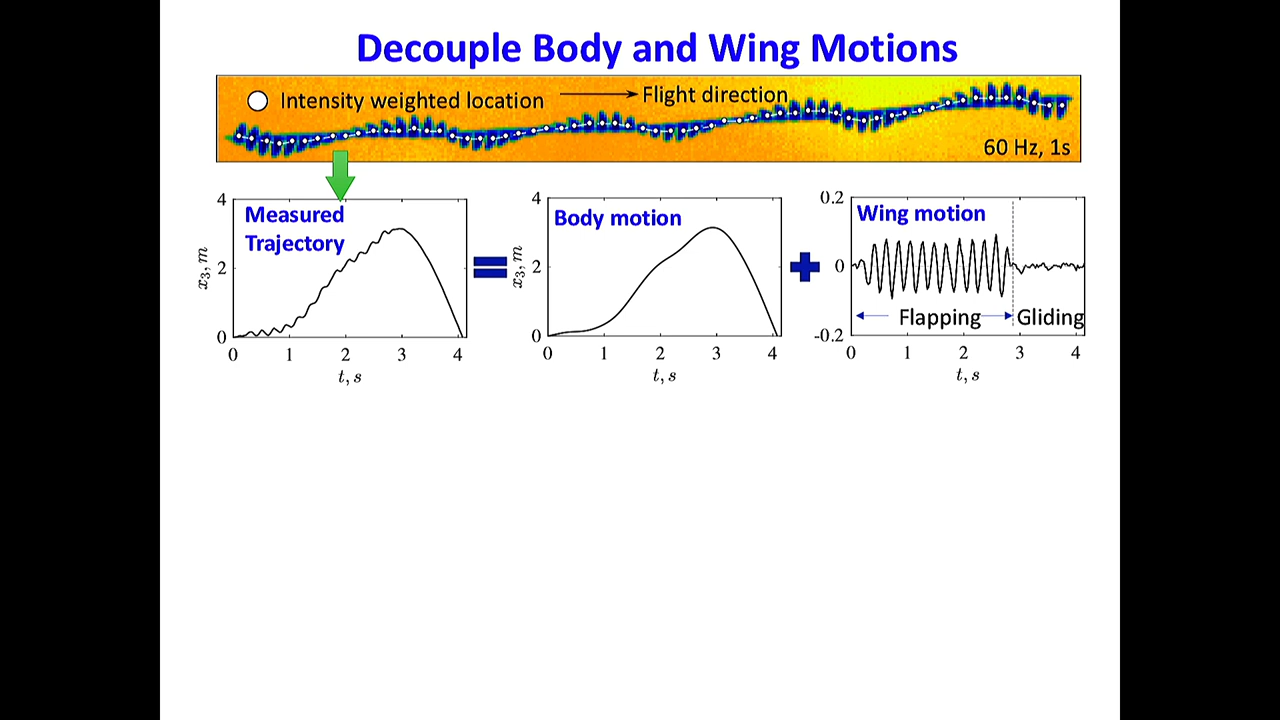 Decouple Body and Wing Motions
Intensity weighted location
Flight direction
60 Hz, 1s
Measured
Trajectory
4
2
0
x₃, m
0 1 2 3 4
t, s
Body motion
4
2
0
x₃, m
0 1 2 3 4
t, s
Wing motion
0.2
0
-0.2
Flapping
Gliding
0 1 2 3 4
t, s